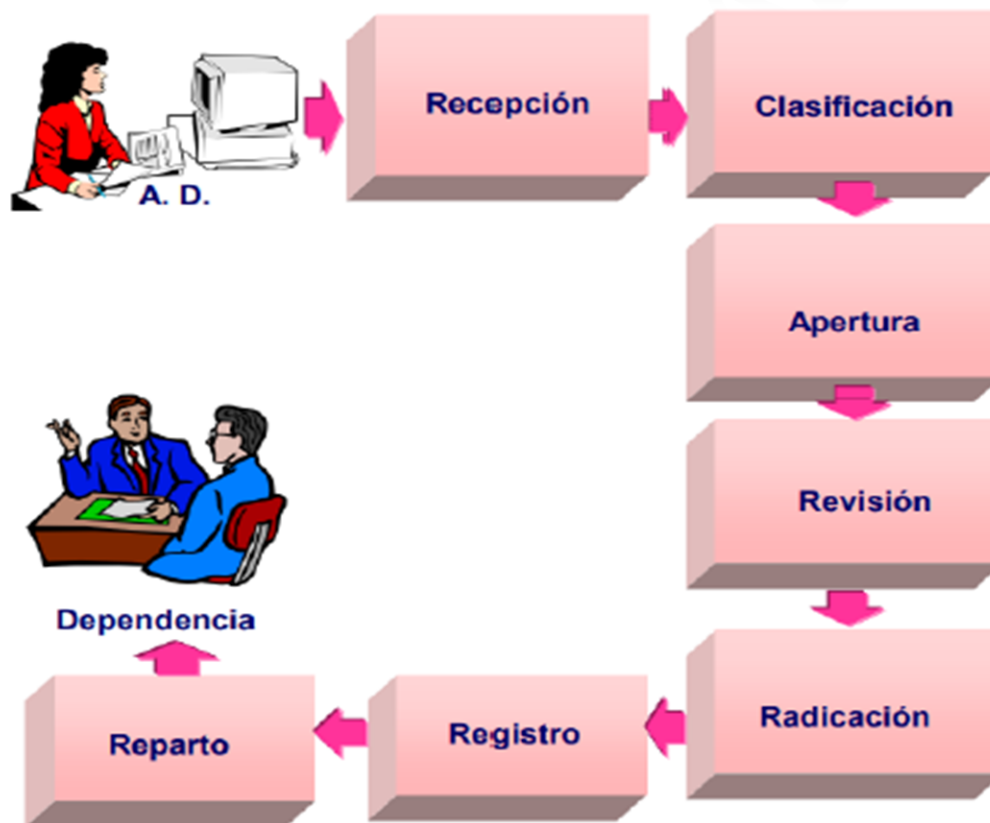 A. D.
Recepción
Clasificación
Apertura
Revisión
Radicación
Registro
Reparto
Dependencia